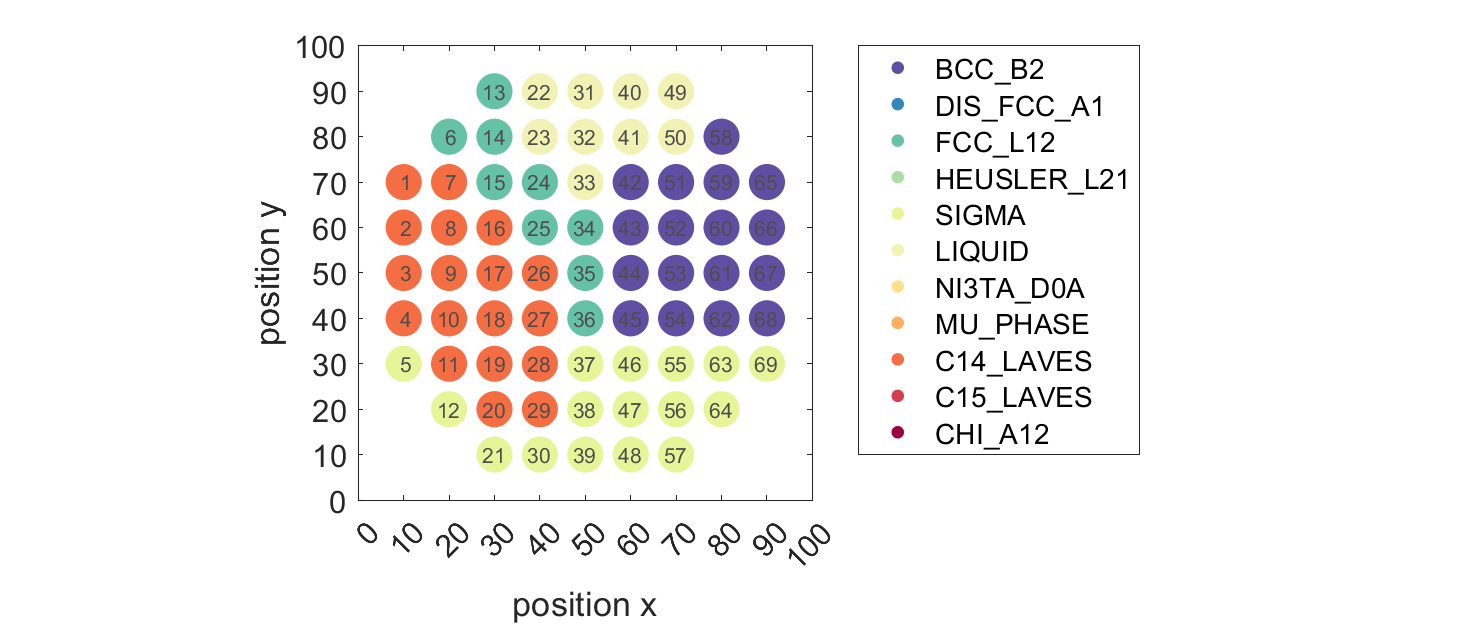 100
90
80
70
60
50
40
30
20
10
0
position y
13 22 31 40 49
6 14 23 32 41 50 58
1 7 15 24 33 42 51 59 65
2 8 16 25 34 43 52 60 66
3 9 17 26 35 44 53 61 67
4 10 18 27 36 45 54 62 68
5 11 19 28 37 46 55 63 69
12 20 29 38 47 56 64
21 30 39 48 57
0 10 20 30 40 50 60 70 80 90 100
position x
BCC_B2
DIS_FCC_A1
FCC_L12
HEUSLER_L21
SIGMA
LIQUID
NI3TA_D0A
MU_PHASE
C14_LAVES
C15_LAVES
CHI_A12